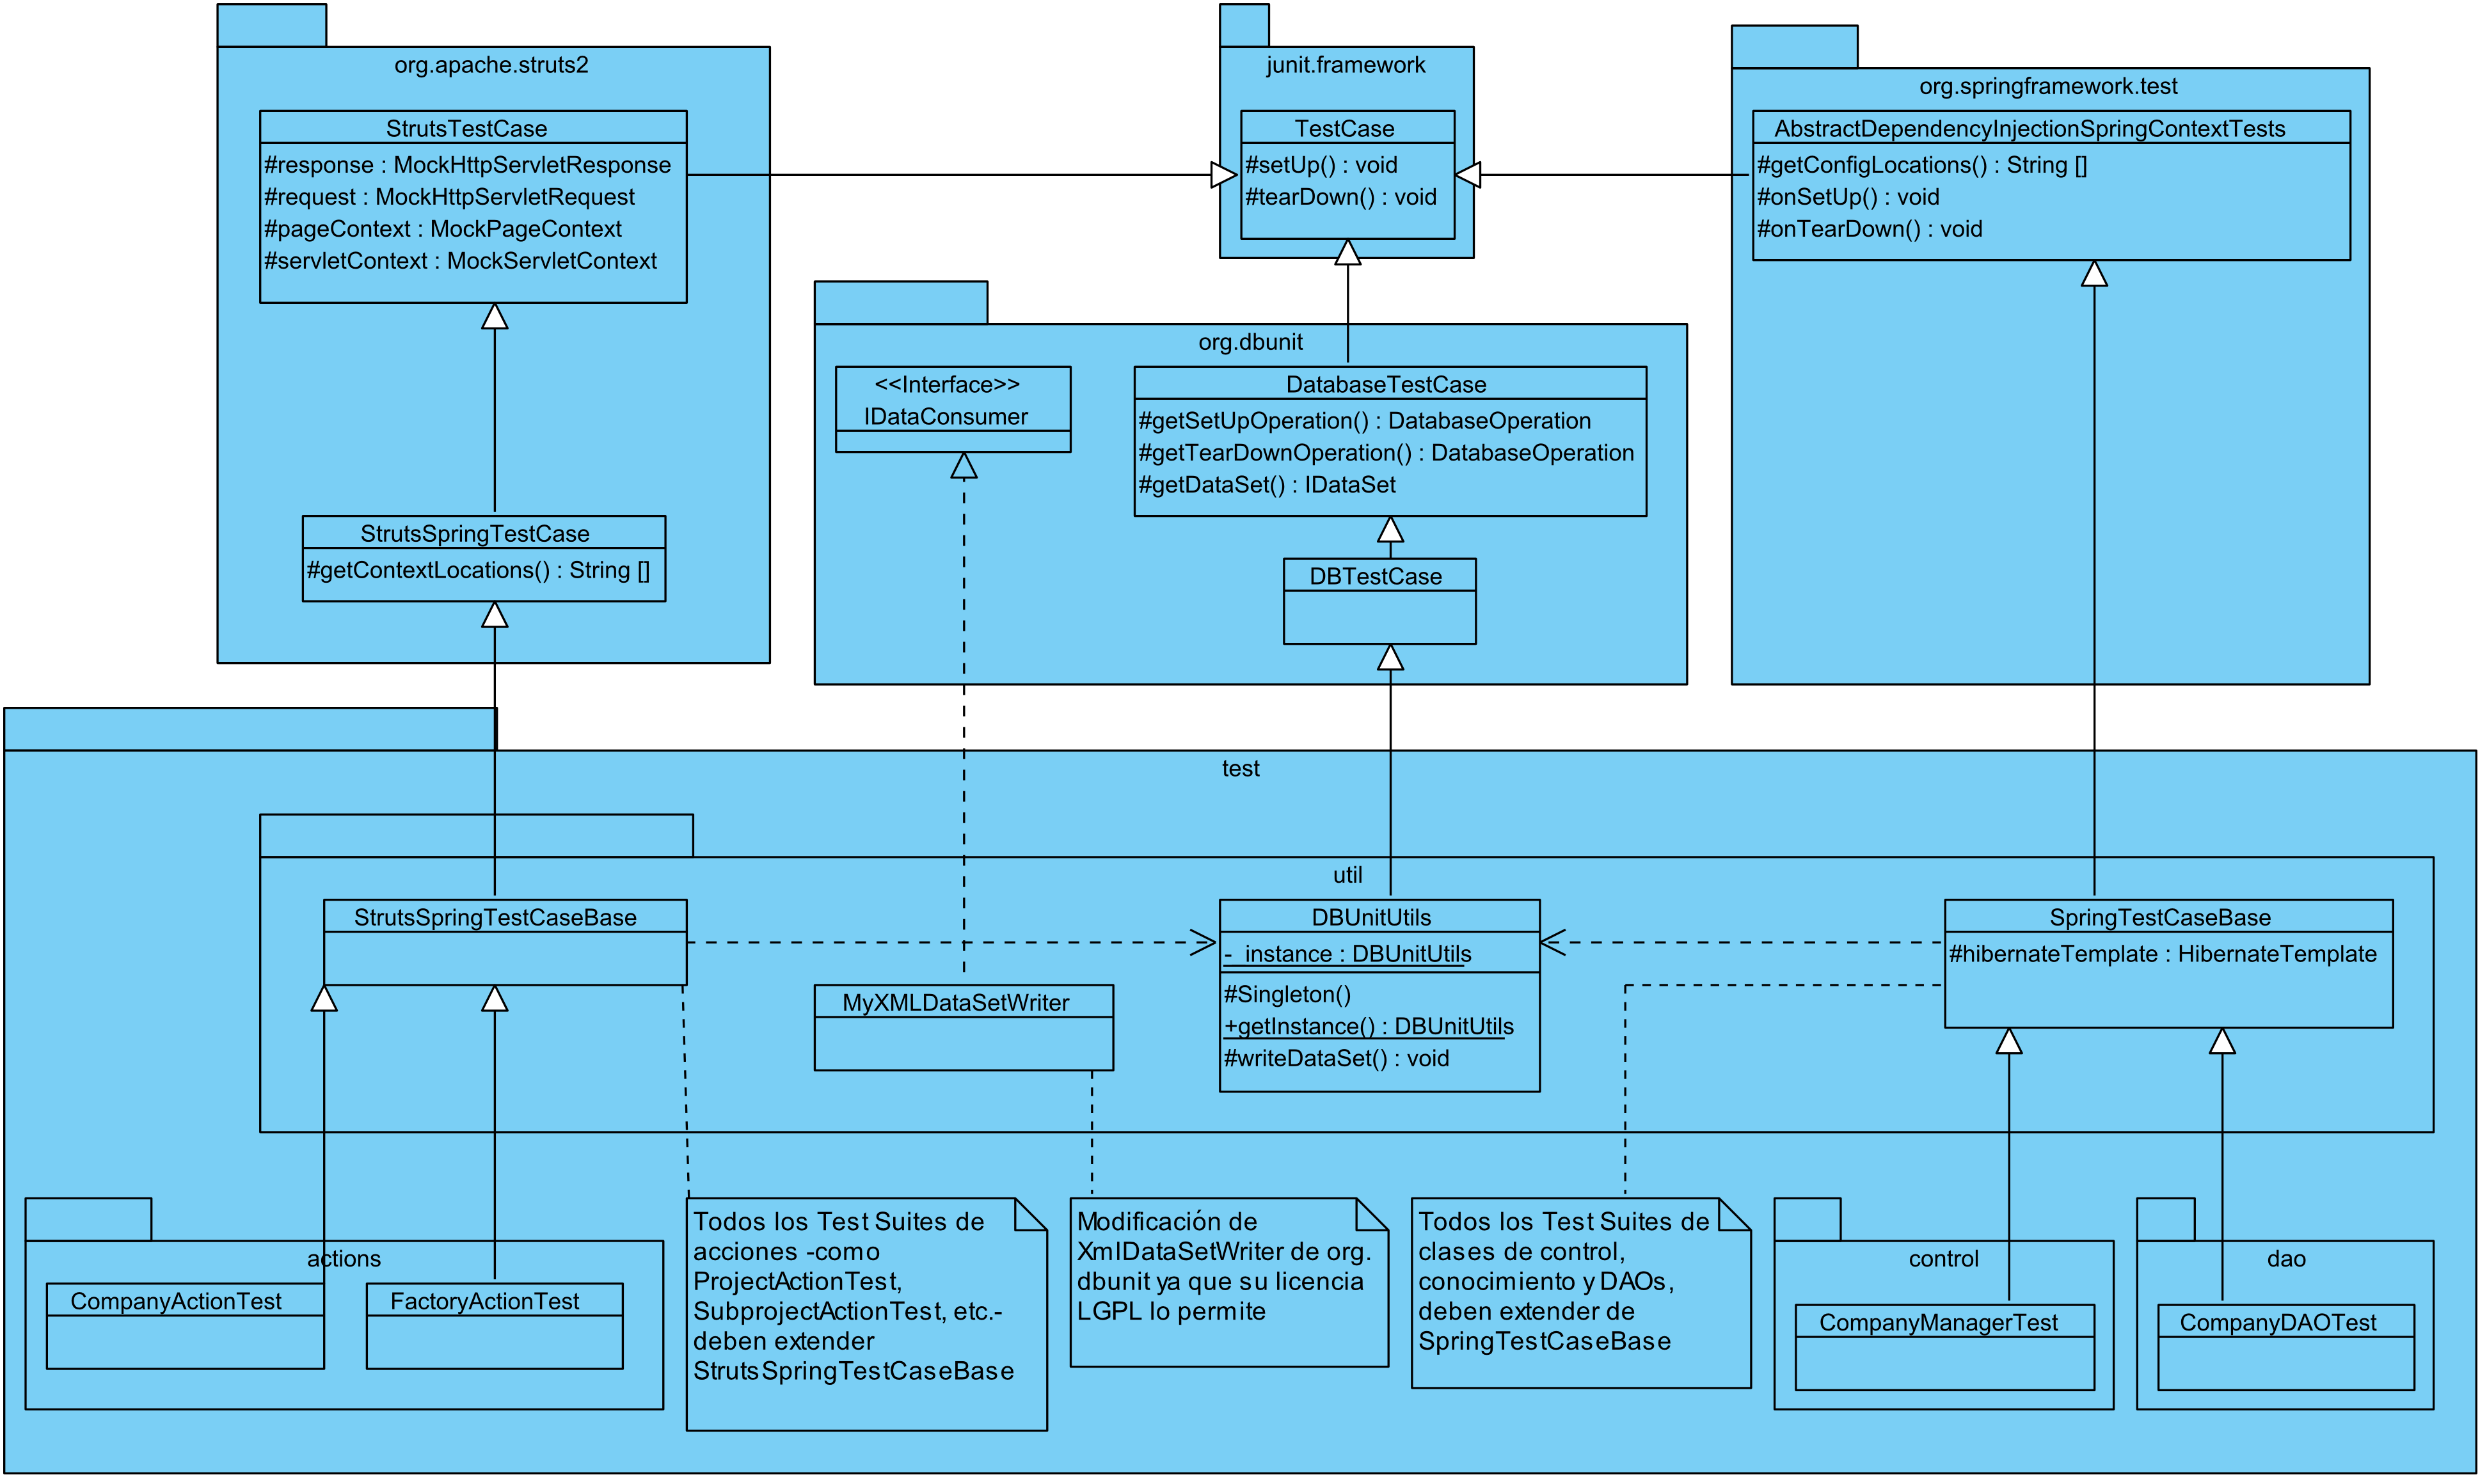 org.apache.struts2
StrutsTestCase
#response : MockHttpServletResponse
#request : MockHttpServletRequest
#pageContext : MockPageContext
#servletContext : MockServletContext
StrutsSpringTestCase
#getContextLocations() : String []
junit.framework
TestCase
#setUp() : void
#tearDown() : void
org.springframework.test
AbstractDependencyInjectionSpringContextTests
#getConfigLocations() : String []
#onSetUp() : void
#onTearDown() : void
org.dbunit
<<Interface>>
IDataConsumer
DatabaseTestCase
#getSetUpOperation() : DatabaseOperation
#getTearDownOperation() : DatabaseOperation
#getDataSet() : IDataSet
DBTestCase
test
util
StrutsSpringTestCaseBase
MyXMLDataSetWriter
DBUnitUtils
-_instance : DBUnitUtils
#Singleton()
+getInstance() : DBUnitUtils
#writeDataSet() : void
SpringTestCaseBase
#hibernateTemplate : HibernateTemplate
actions
CompanyActionTest
FactoryActionTest
Todos los Test Suites de
acciones -como
ProjectActionTest,
SubprojectActionTest, etc.-
deben extender
StrutsSpringTestCaseBase
Modificación de
XmlDataSetWriter de org.
dbunit ya que su licencia
LGPL lo permite
Todos los Test Suites de
clases de control,
conocimiento y DAOs,
deben extender de
SpringTestCaseBase
control
CompanyManagerTest
dao
CompanyDAOTest